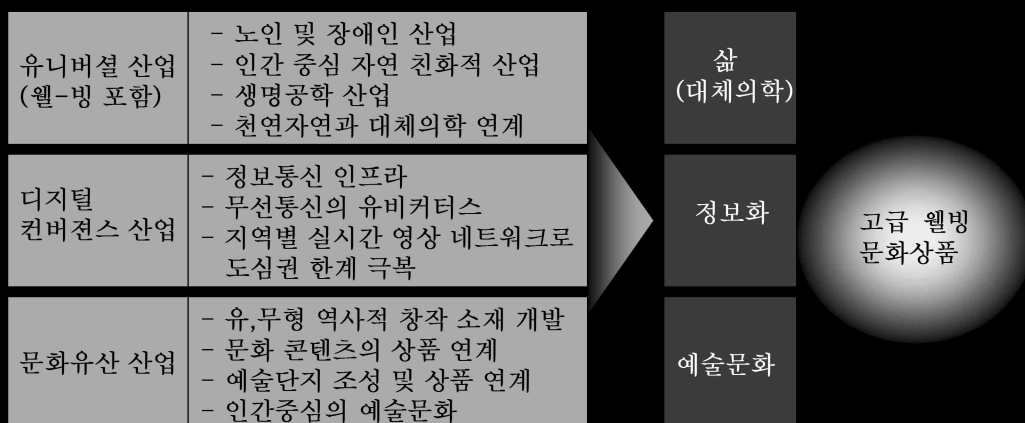 유니버셜 산업
(웰-빙 포함)
- 노인 및 장애인 산업
- 인간 중심 자연 친화적 산업
- 생명공학 산업
- 천연자연과 대체의학 연계
삶
(대체의학)
디지털
컨버젼스 산업
- 정보통신 인프라
- 무선통신의 유비커터스
- 지역별 실시간 영상 네트워크로
도심권 한계 극복
정보화
고급 웰빙
문화상품
문화유산 산업
- 유,무형 역사적 창작 소재 개발
- 문화 콘텐츠의 상품 연계
- 예술단지 조성 및 상품 연계
- 인간중심의 예술문화
예술문화